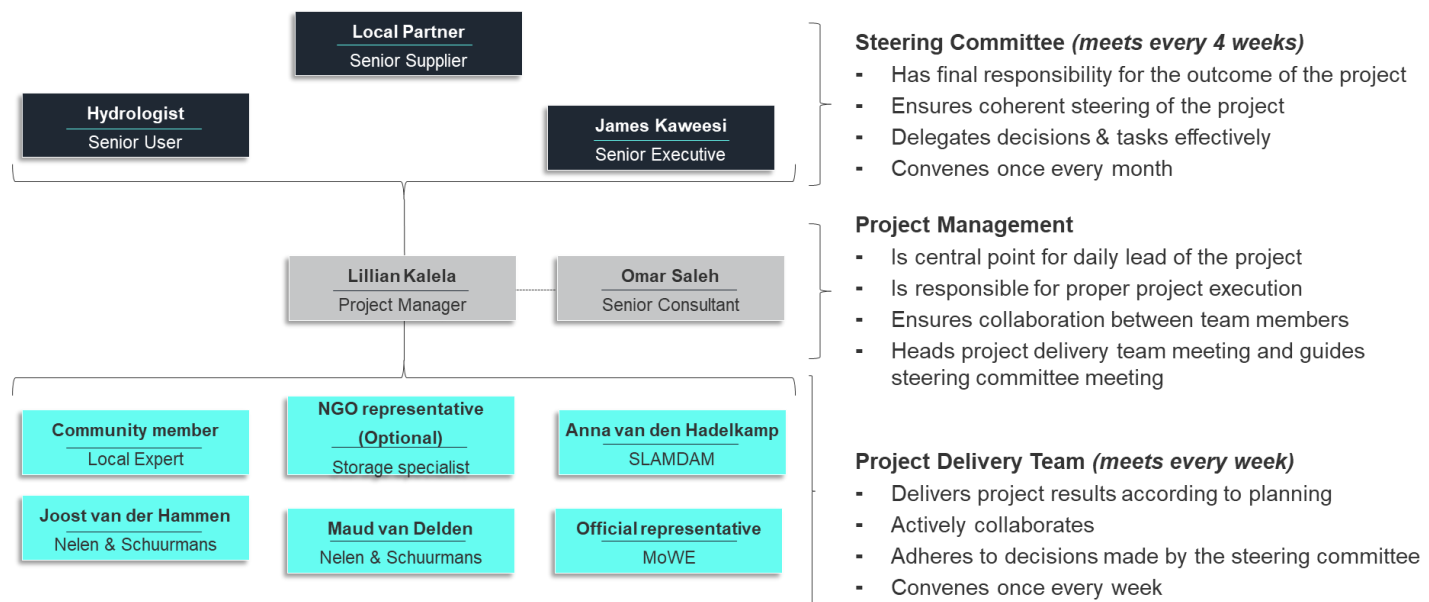 Local Partner
Senior Supplier
Hydrologist
Senior User
James Kaweesi
Senior Executive
Steering Committee (meets every 4 weeks)
- Has final responsibility for the outcome of the project
- Ensures coherent steering of the project
- Delegates decisions & tasks effectively
- Convenes once every month
Lillian Kalela
Project Manager
Omar Saleh
Senior Consultant
Project Management
- Is central point for daily lead of the project
- Is responsible for proper project execution
- Ensures collaboration between team members
- Heads project delivery team meeting and guides
steering committee meeting
Community member
Local Expert
NGO representative
(Optional)
Storage specialist
Anna van den Hadelkamp
SLAMDAM
Joost van der Hammen
Nelen & Schuurmans
Maud van Delden
Nelen & Schuurmans
Official representative
MoWE
Project Delivery Team (meets every week)
- Delivers project results according to planning
- Actively collaborates
- Adheres to decisions made by the steering committee
- Convenes once every week